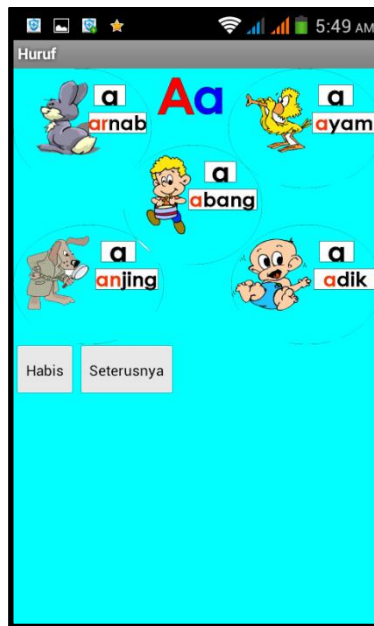 5:49 AM
Huruf
a
arnab
Aa
a
ayam
a
abang
a
anjing
a
adik
Habis
Seterusnya